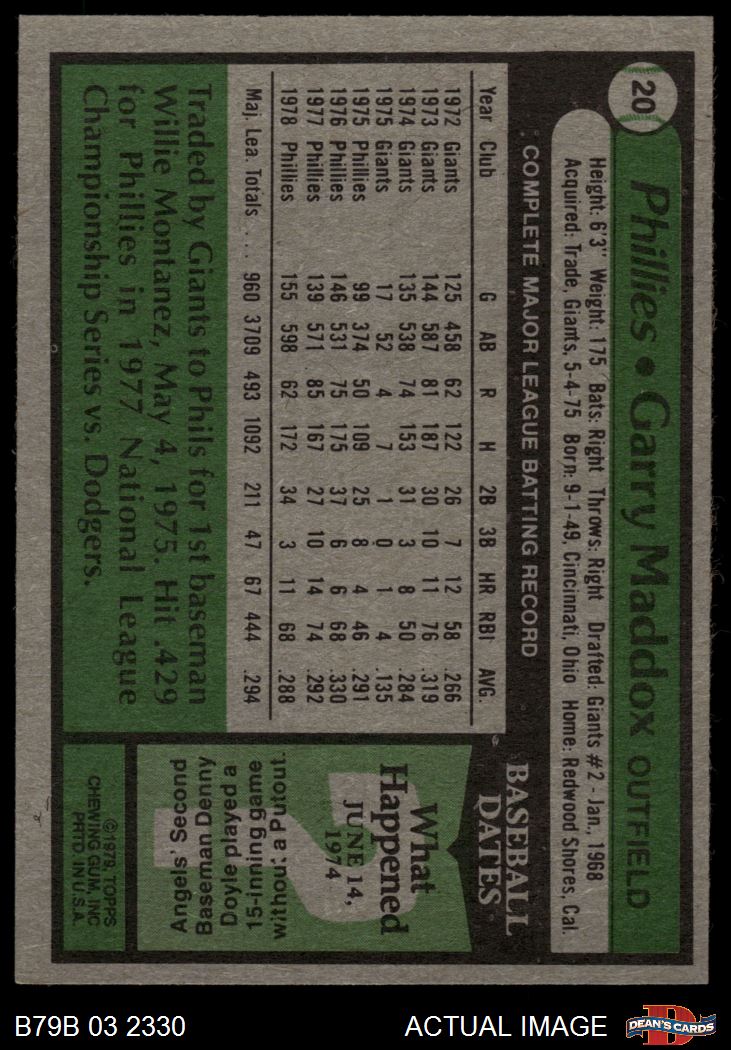 20
Phillies • Garry Maddox OUTFIELD
Height: 6'3" Weight: 175 Bats: Right Throws: Right Drafted: Giants #2 - Jan., 1968
Acquired: Trade, Giants, 5-4-75 Born: 9-1-49, Cincinnati, Ohio Home: Redwood Shores, Cal.
COMPLETE MAJOR LEAGUE BATTING RECORD
Year Club G AB R H 2B 3B HR RBI AVG.
1972 Giants 125 458 62 122 26 7 12 58 .266
1973 Giants 144 587 81 187 30 10 11 76 .319
1974 Giants 135 538 74 153 31 3 8 50 .284
1975 Giants 17 52 4 7 1 0 1 4 .135
1975 Phillies 99 374 50 109 25 8 4 46 .291
1976 Phillies 146 531 75 175 37 6 6 68 .330
1977 Phillies 139 571 85 167 27 10 14 74 .292
1978 Phillies 155 598 62 172 34 3 11 68 .288
Maj. Lea. Totals .... 960 3709 493 1092 211 47 67 444 .294
Traded by Giants to Phils for 1st baseman
Willie Montanez, May 4, 1975. Hit .429
for Phillies in 1977 National League
Championship Series vs. Dodgers.
BASEBALL
DATES
What
Happened
JUNE 14,
1974
?
Angels' Second
Baseman Denny
Doyle played a
15-inning game
without a Putout.
©1979, TOPPS
CHEWING GUM, INC
PRTD. IN U.S.A.
B79B 03 2330
ACTUAL IMAGE
D
DEAN'S CARDS